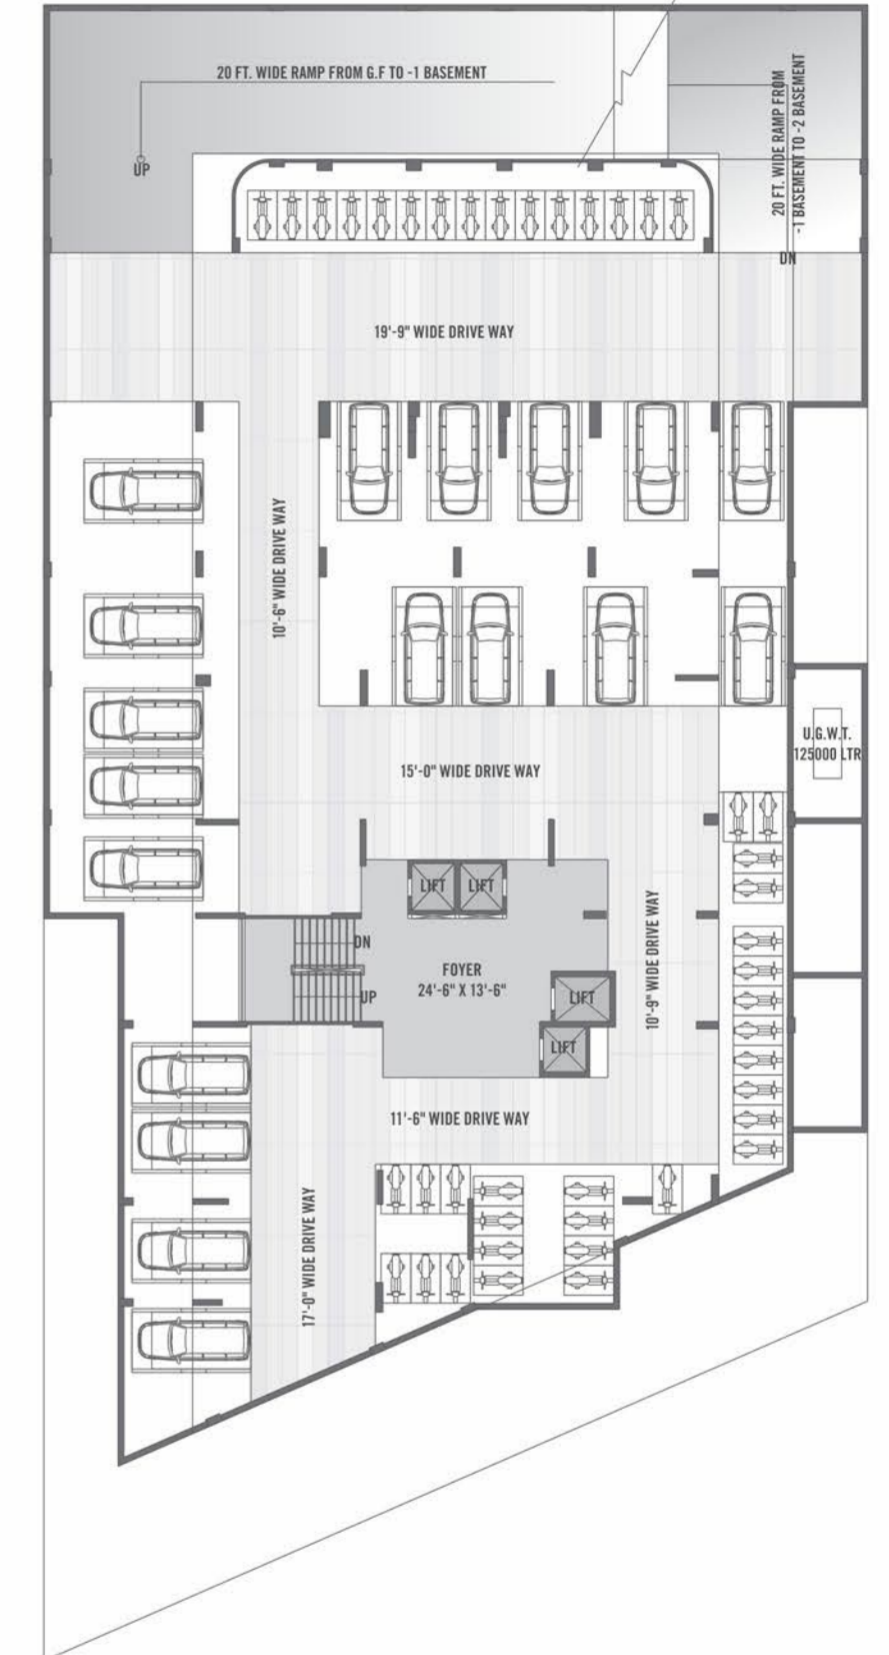 20 FT. WIDE RAMP FROM G.F TO -1 BASEMENT
20 FT. WIDE RAMP FROM
-1 BASEMENT TO -2 BASEMENT
UP
DN
19'-9" WIDE DRIVE WAY
10'-6" WIDE DRIVE WAY
U.G.W.T.
125000 LTR
15'-0" WIDE DRIVE WAY
LIFT
LIFT
10'-9" WIDE DRIVE WAY
DN
FOYER
24'-6" X 13'-6"
UP
LIFT
LIFT
11'-6" WIDE DRIVE WAY
17'-0" WIDE DRIVE WAY